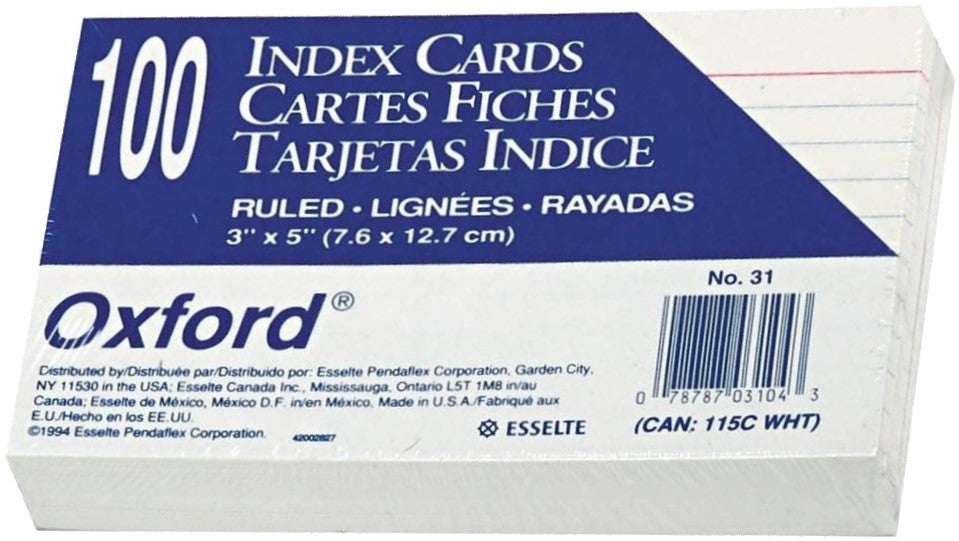 100
INDEX CARDS
CARTES FICHES
TARJETAS INDICE
RULED • LIGNÉES • RAYADAS
3" x 5" (7.6 x 12.7 cm)
No. 31
Oxford®
Distributed by/Distribuée par/Distribuido por: Esselte Pendaflex Corporation, Garden City,
NY 11530 in the USA; Esselte Canada Inc., Mississauga, Ontario L5T 1M8 in/au
Canada; Esselte de México, México D.F. in/en México. Made in U.S.A./Fabriqué aux
E.U./Hecho en los EE.UU.
©1994 Esselte Pendaflex Corporation. 42002827
ESSELTE
0 78787 03104 3
(CAN: 115C WHT)